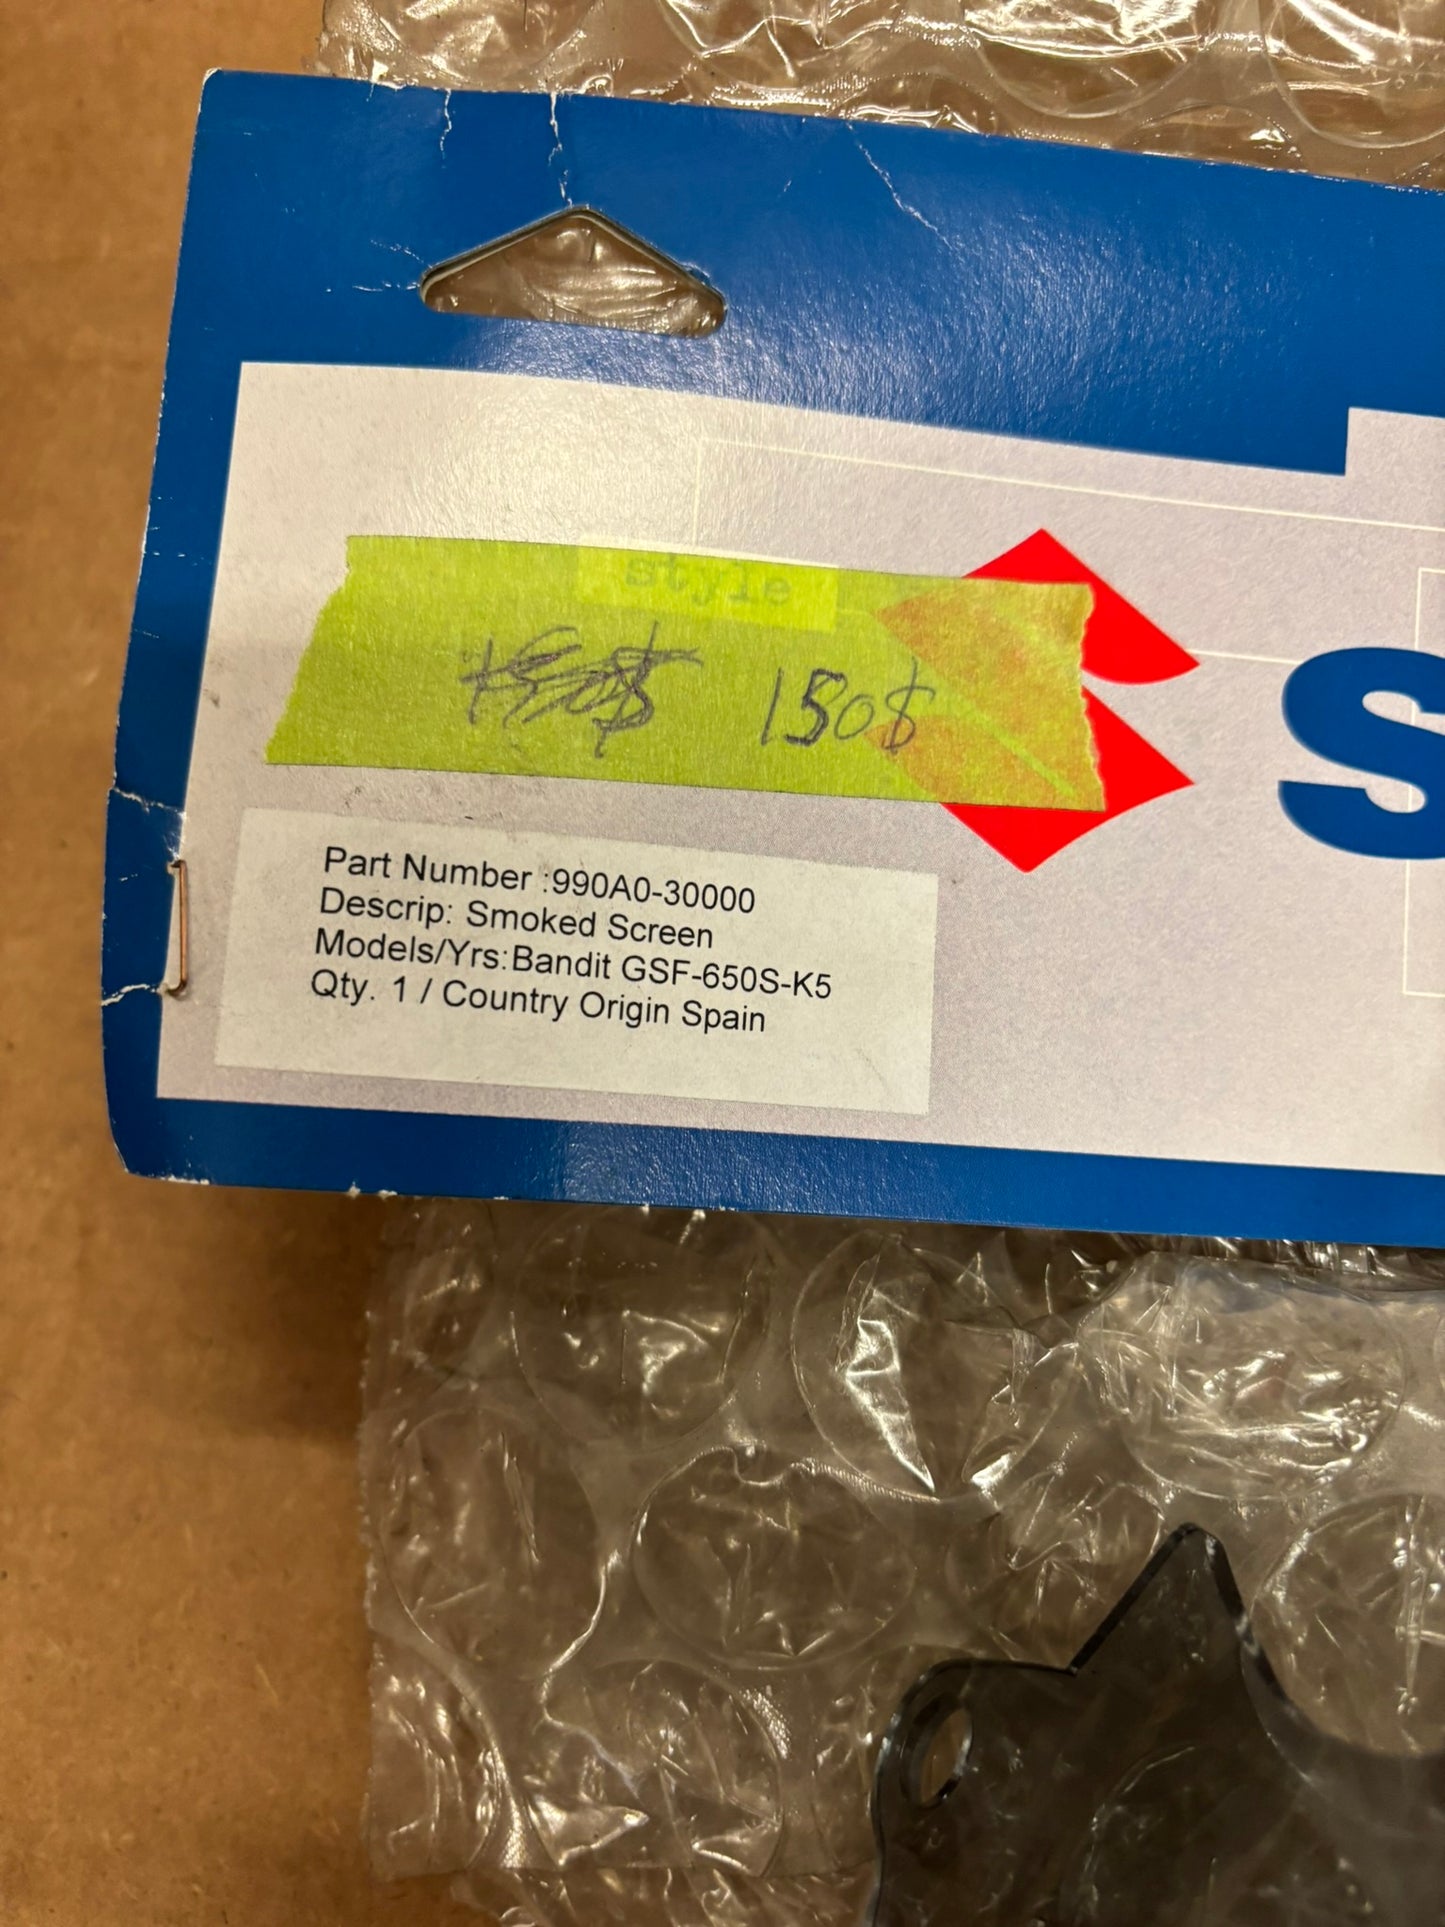 style
150$
S
Part Number :990A0-30000
Descrip: Smoked Screen
Models/Yrs:Bandit GSF-650S-K5
Qty. 1 / Country Origin Spain